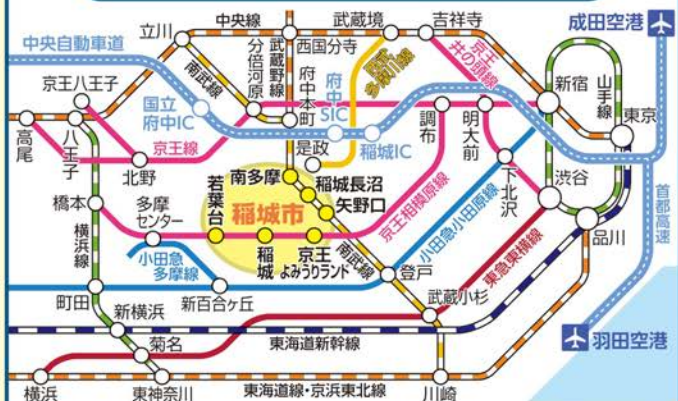 中央線
武蔵境
吉祥寺
成田空港
立川
西国分寺
中央自動車道
武蔵野線
分倍河原
南武線
西武多摩川線
京王井の頭線
新宿
山手線
京王八王子
国立府中IC
府中本町
府中SIC
東京
高尾
八王子
京王線
是政
稲城IC
調布
明大前
北野
下北沢
渋谷
首都高速
橋本
多摩センター
若葉台
南多摩
稲城市
稲城長沼
矢野口
京王相模原線
小田急小田原線
東急東横線
品川
横浜線
小田急多摩線
稲城
京王よみうりランド
南武線
登戸
町田
新百合ヶ丘
武蔵小杉
新横浜
東海道新幹線
羽田空港
菊名
横浜
東神奈川
東海道線・京浜東北線
川崎